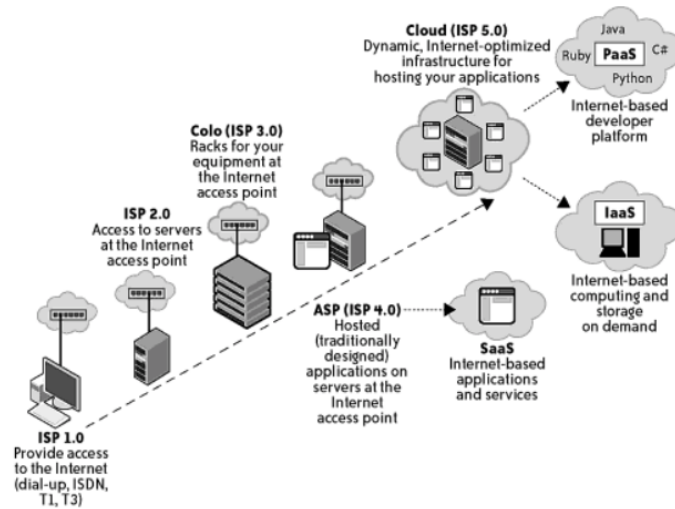 Cloud (ISP 5.0)
Dynamic, Internet-optimized
infrastructure for
hosting your applications
Java
Ruby
PaaS
C#
Python
Internet-based
developer
platform
Colo (ISP 3.0)
Racks for your
equipment at
the Internet
access point
ISP 2.0
Access to servers
at the Internet
access point
IaaS
Internet-based
computing and
storage
on demand
ASP (ISP 4.0)
Hosted
(traditionally
designed)
applications on
servers at the
Internet
access point
SaaS
Internet-based
applications
and services
ISP 1.0
Provide access
to the Internet
(dial-up, ISDN,
T1, T3)